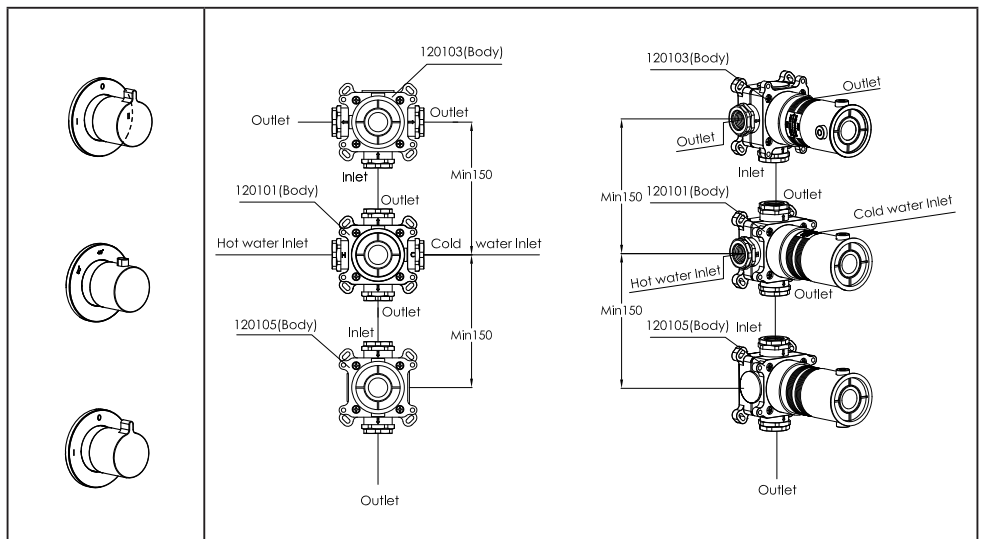 120103(Body)
Outlet
Outlet
Inlet
Min150
120101(Body)
Outlet
Hot water Inlet
H
C
Cold water Inlet
Outlet
120105(Body)
Inlet
Min150
Outlet
120103(Body)
Outlet
Outlet
Inlet
Min150
120101(Body)
Outlet
Cold water Inlet
Hot water Inlet
H
Outlet
Min150
120105(Body)
Inlet
Outlet